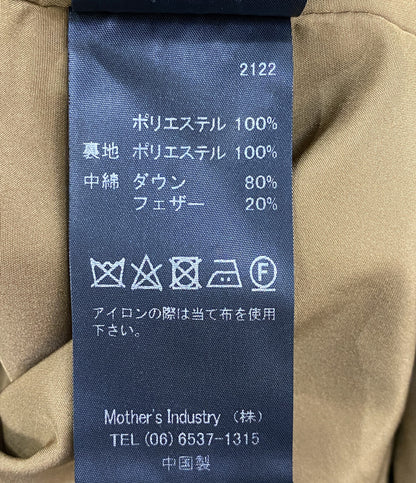 2122
ポリエステル 100%
裏地 ポリエステル 100%
中綿 ダウン 80%
フェザー 20%
F
アイロンの際は当て布を使用
下さい。
Mother's Industry (株)
TEL (06) 6537-1315
中国製